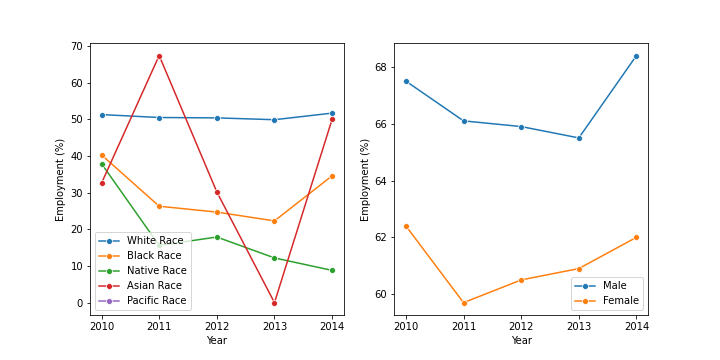 70
60
50
40
30
20
10
0
Employment (%)
White Race
Black Race
Native Race
Asian Race
Pacific Race
2010 2011 2012 2013 2014
Year
68
66
64
62
60
Employment (%)
Male
Female
2010 2011 2012 2013 2014
Year